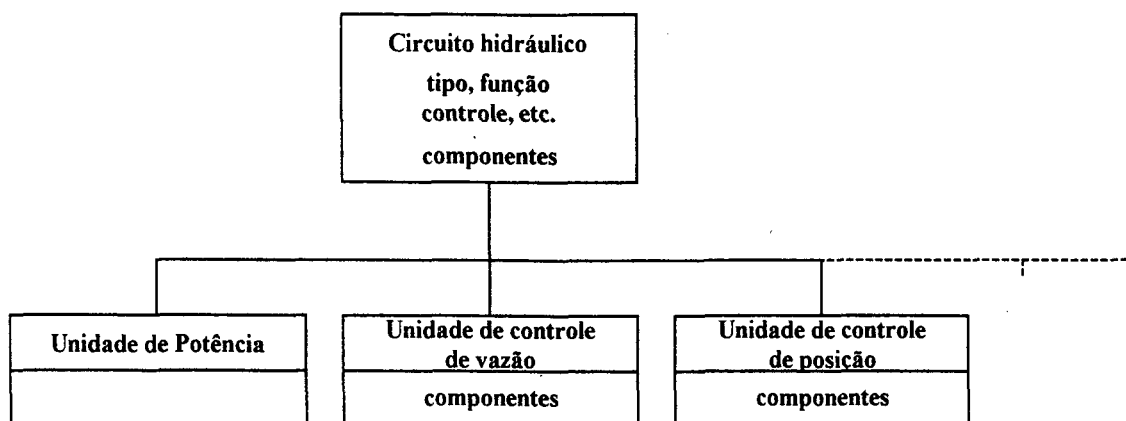 Circuito hidráulico
tipo, função
controle, etc.
componentes
Unidade de Potência
Unidade de controle
de vazão
componentes
Unidade de controle
de posição
componentes